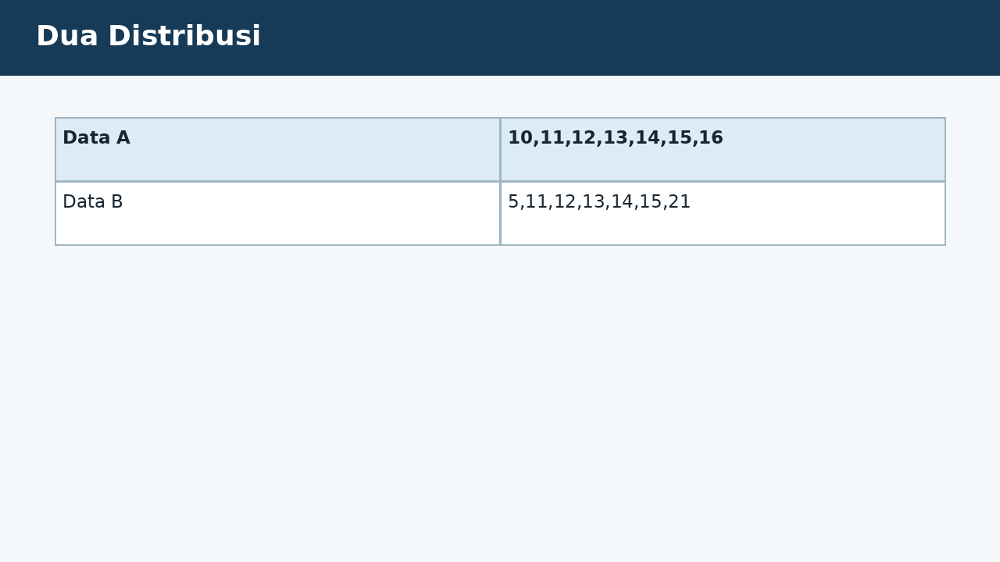 Dua Distribusi
Data A 10,11,12,13,14,15,16
Data B 5,11,12,13,14,15,21